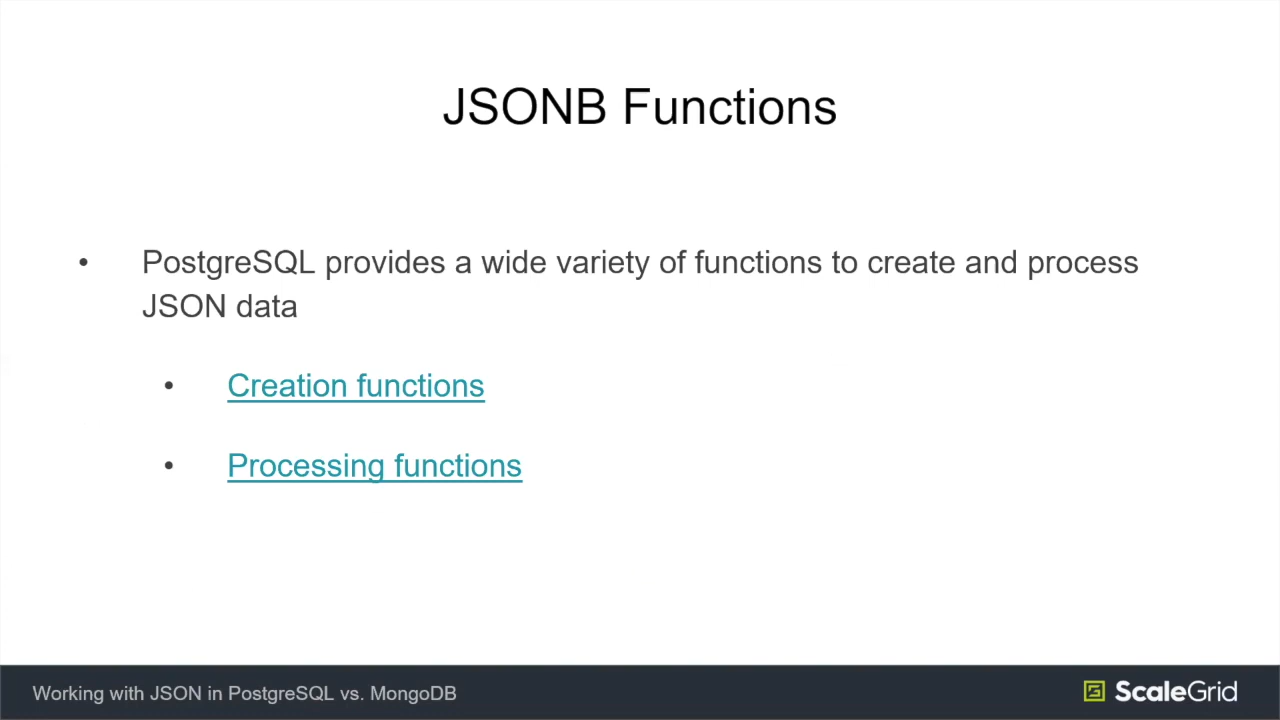 JSONB Functions
• PostgreSQL provides a wide variety of functions to create and process
JSON data
• Creation functions
• Processing functions
Working with JSON in PostgreSQL vs. MongoDB
ScaleGrid